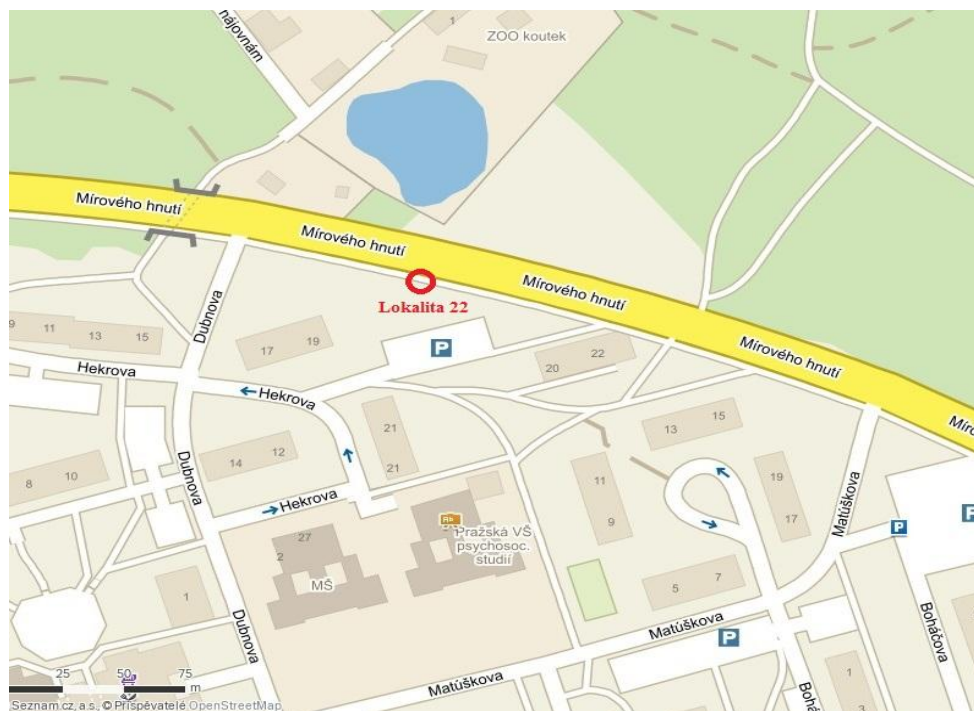 nájovnám
1
ZOO koutek
Mírového hnutí
Mírového hnutí
Mírového hnutí
Mírového hnutí
Lokalita 22
Dubnova
9
11
13
15
17
19
P
20
22
Hekrova
Hekrova
21
21
13
15
8
10
14
12
Dubnova
Hekrova
11
9
19
17
Matúškova
P
P
27
2
MŠ
Pražská VŠ
psychosoc.
studií
5
7
1
Dubnova
Matúškova
P
Boháčova
Matúškova
1
3
25
50
75
m
Seznam.cz, a.s., © Přispěvatelé OpenStreetMap